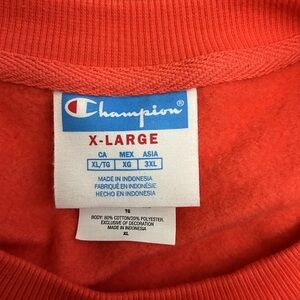 Champion®
X-LARGE
CA MEX ASIA
XL/TG XG 3XL
MADE IN INDONESIA
FABRIQUÉ EN INDONÉSIE
HECHO EN INDONESIA
BODY: 80% COTTON/20% POLYESTER,
EXCLUSIVE OF DECORATION
MADE IN INDONESIA
XL